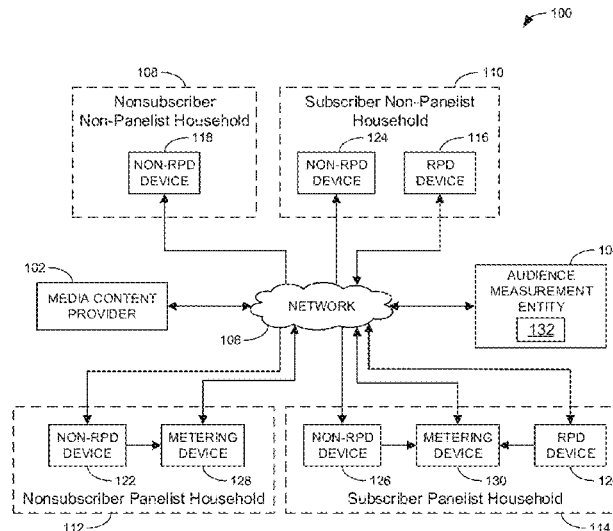 100
108
110
Nonsubscriber
Non-Panelist Household
118
NON-RPD
DEVICE
Subscriber Non-Panelist
Household
124
116
NON-RPD
DEVICE
RPD
DEVICE
102
MEDIA CONTENT
PROVIDER
NETWORK
106
AUDIENCE
MEASUREMENT
ENTITY
132
NON-RPD
DEVICE
METERING
DEVICE
122
128
Nonsubscriber Panelist Household
112
NON-RPD
DEVICE
METERING
DEVICE
RPD
DEVICE
126
130
Subscriber Panelist Household
114